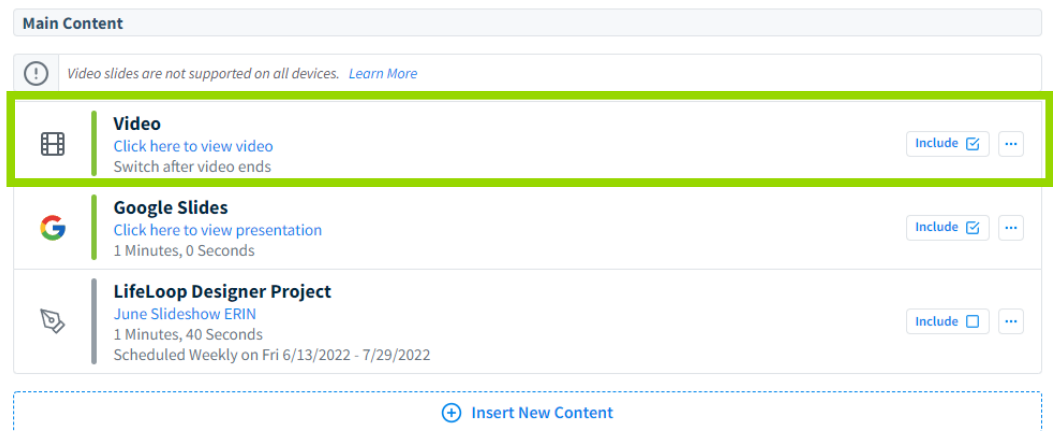 Main Content
Video slides are not supported on all devices. Learn More
Video
Click here to view video
Switch after video ends
Include
Google Slides
Click here to view presentation
1 Minutes, 0 Seconds
Include
LifeLoop Designer Project
June Slideshow ERIN
1 Minutes, 40 Seconds
Scheduled Weekly on Fri 6/13/2022 - 7/29/2022
Include
Insert New Content